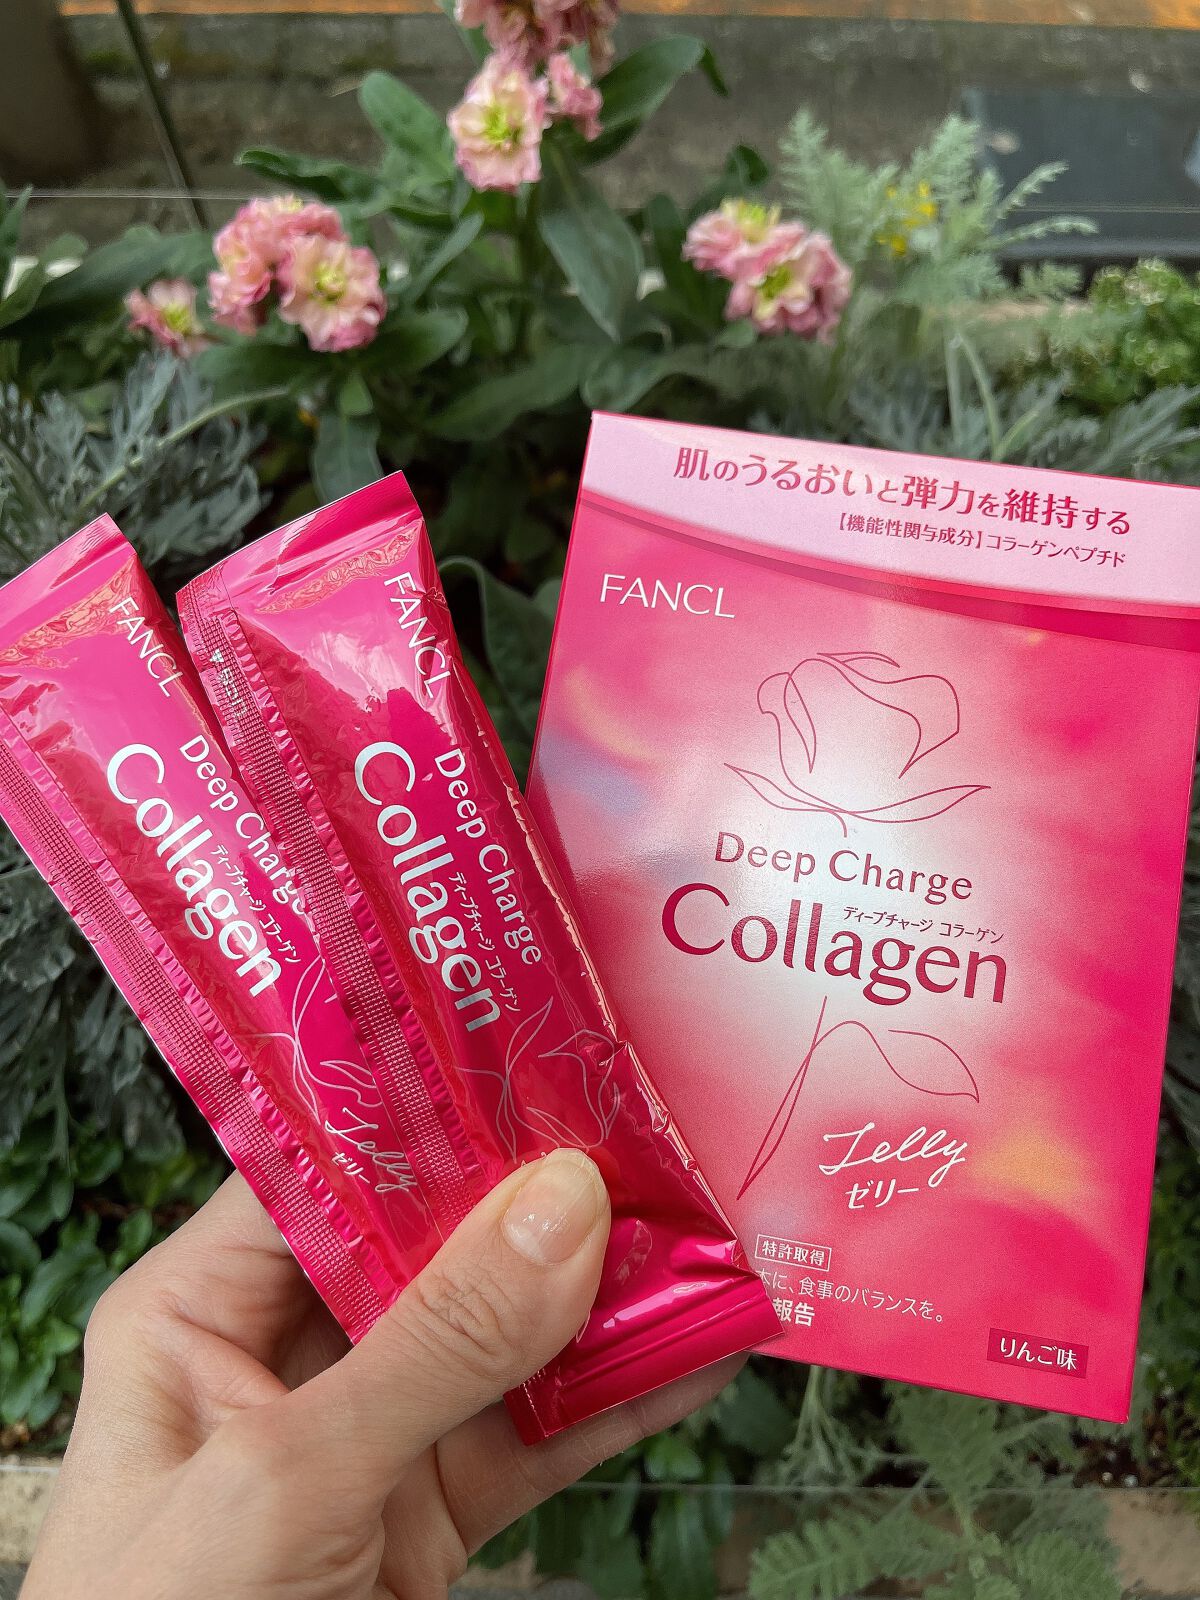 肌のうるおいと弾力を維持する
【機能性関与成分】コラーゲンペプチド
FANCL
Deep Charge
ディープチャージ コラーゲン
Collagen
Jelly
ゼリー
特許取得
に、食事のバランスを。
報告
りんご味
FANCL
Deep Charge
ディープチャージ コラーゲン
Collagen
Jelly
ゼリー
FANCL
Deep Charge
ディープチャージ コラーゲン
Collagen